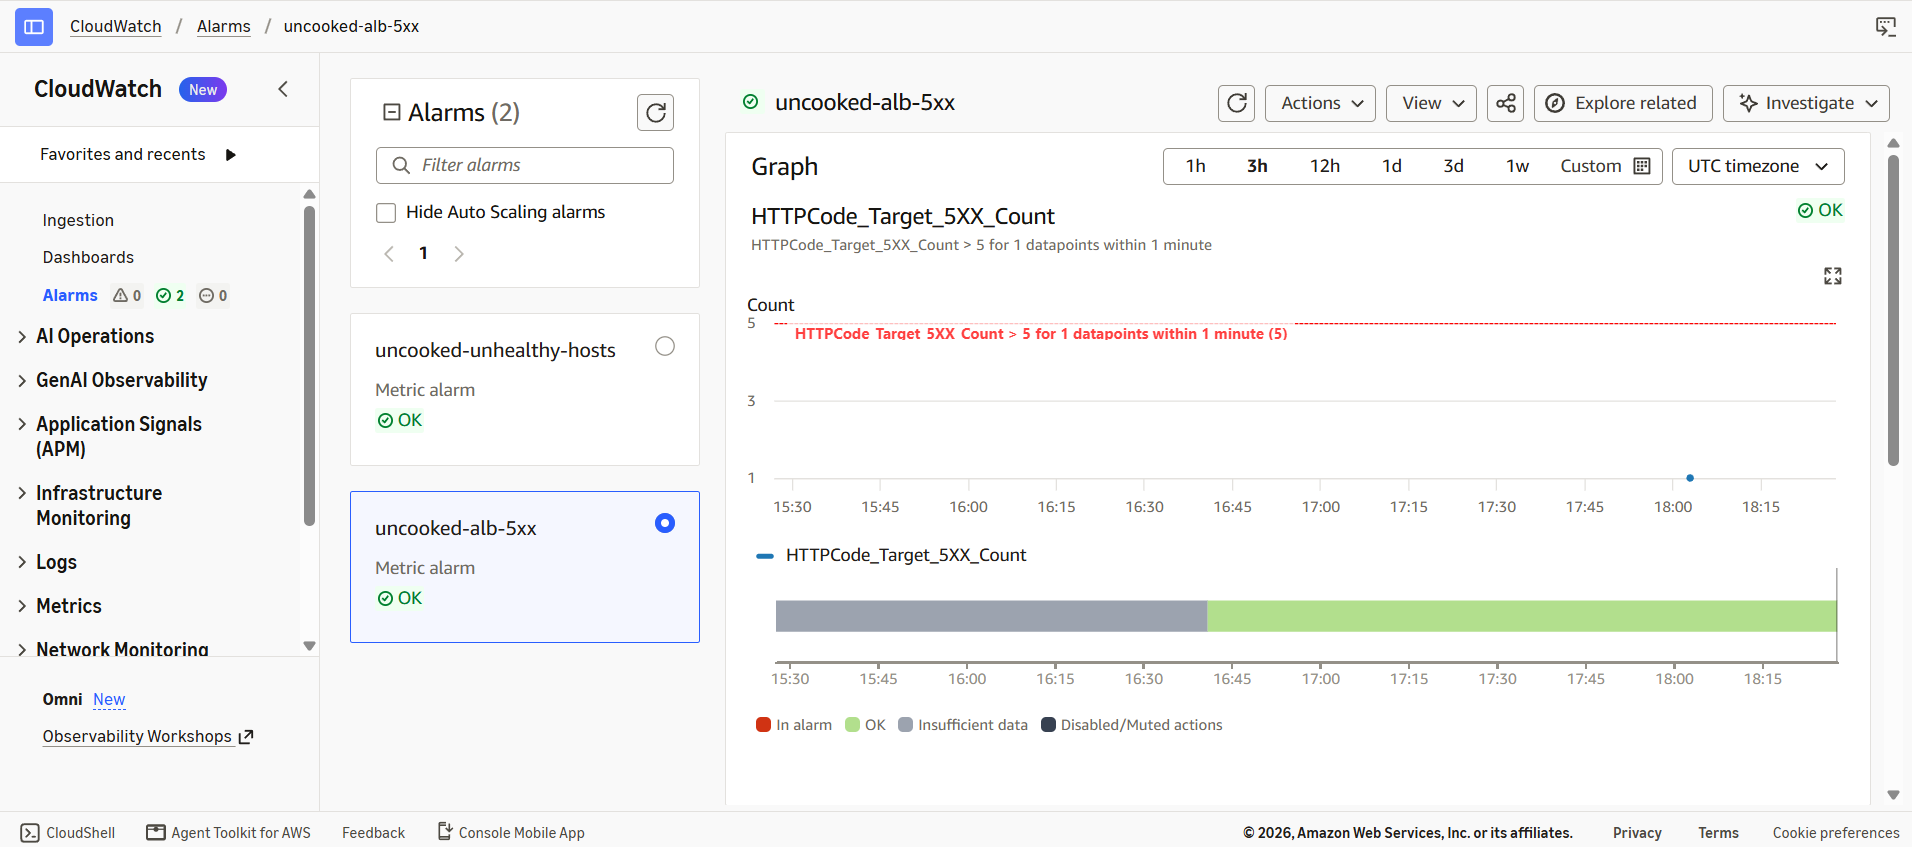 CloudWatch / Alarms / uncooked-alb-5xx
CloudWatch New
Favorites and recents
Ingestion
Dashboards
Alarms 0 2 0
AI Operations
GenAI Observability
Application Signals
(APM)
Infrastructure
Monitoring
Logs
Metrics
Network Monitoring
Omni New
Observability Workshops
Alarms (2)
Filter alarms
Hide Auto Scaling alarms
1
uncooked-unhealthy-hosts
Metric alarm
OK
uncooked-alb-5xx
Metric alarm
OK
uncooked-alb-5xx
Actions View Explore related Investigate
Graph
1h 3h 12h 1d 3d 1w Custom UTC timezone
HTTPCode_Target_5XX_Count
OK
HTTPCode_Target_5XX_Count > 5 for 1 datapoints within 1 minute
Count
5
HTTPCode_Target_5XX_Count > 5 for 1 datapoints within 1 minute (5)
3
1
15:30 15:45 16:00 16:15 16:30 16:45 17:00 17:15 17:30 17:45 18:00 18:15
HTTPCode_Target_5XX_Count
15:30 15:45 16:00 16:15 16:30 16:45 17:00 17:15 17:30 17:45 18:00 18:15
In alarm OK Insufficient data Disabled/Muted actions
CloudShell Agent Toolkit for AWS Feedback Console Mobile App © 2026, Amazon Web Services, Inc. or its affiliates. Privacy Terms Cookie preferences